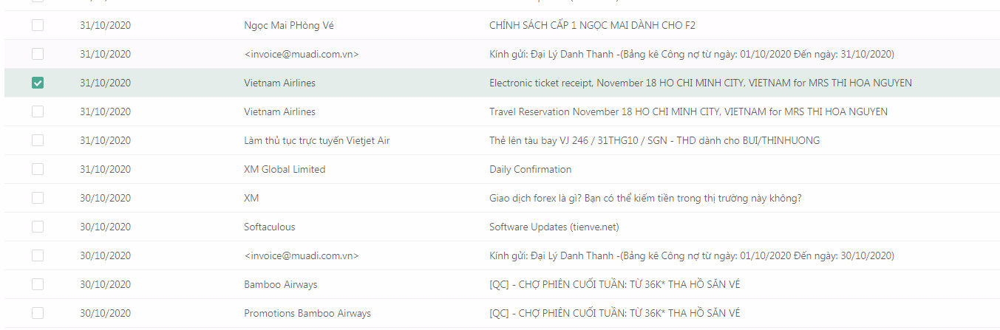 31/10/2020 Ngọc Mai PHòng Vé CHÍNH SÁCH CẤP 1 NGỌC MAI DÀNH CHO F2
31/10/2020 <invoice@muadi.com.vn> Kính gửi: Đại Lý Danh Thanh -(Bảng kê Công nợ từ ngày: 01/10/2020 Đến ngày: 31/10/2020)
31/10/2020 Vietnam Airlines Electronic ticket receipt, November 18 HO CHI MINH CITY, VIETNAM for MRS THI HOA NGUYEN
31/10/2020 Vietnam Airlines Travel Reservation November 18 HO CHI MINH CITY, VIETNAM for MRS THI HOA NGUYEN
31/10/2020 Làm thủ tục trực tuyến Vietjet Air Thẻ lên tàu bay VJ 246 / 31THG10 / SGN - THD dành cho BUI/THINHUONG
31/10/2020 XM Global Limited Daily Confirmation
30/10/2020 XM Giao dịch forex là gì? Bạn có thể kiếm tiền trong thị trường này không?
30/10/2020 Softaculous Software Updates (tienve.net)
30/10/2020 <invoice@muadi.com.vn> Kính gửi: Đại Lý Danh Thanh -(Bảng kê Công nợ từ ngày: 01/10/2020 Đến ngày: 30/10/2020)
30/10/2020 Bamboo Airways [QC] - CHỢ PHIÊN CUỐI TUẦN: TỪ 36K* THA HỒ SĂN VÉ
30/10/2020 Promotions Bamboo Airways [QC] - CHỢ PHIÊN CUỐI TUẦN: TỪ 36K* THA HỒ SĂN VÉ